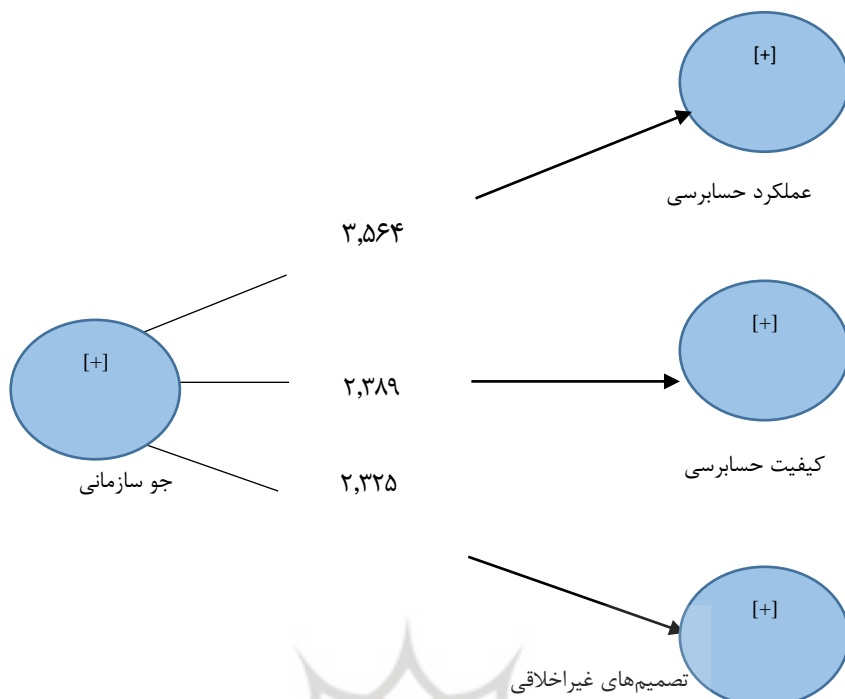 [+]
عملکرد حسابرسی
۳,۵۶۴
[+]
[+]
۲,۳۸۹
کیفیت حسابرسی
جو سازمانی
۲,۳۲۵
[+]
تصمیم‌های غیراخلاقی